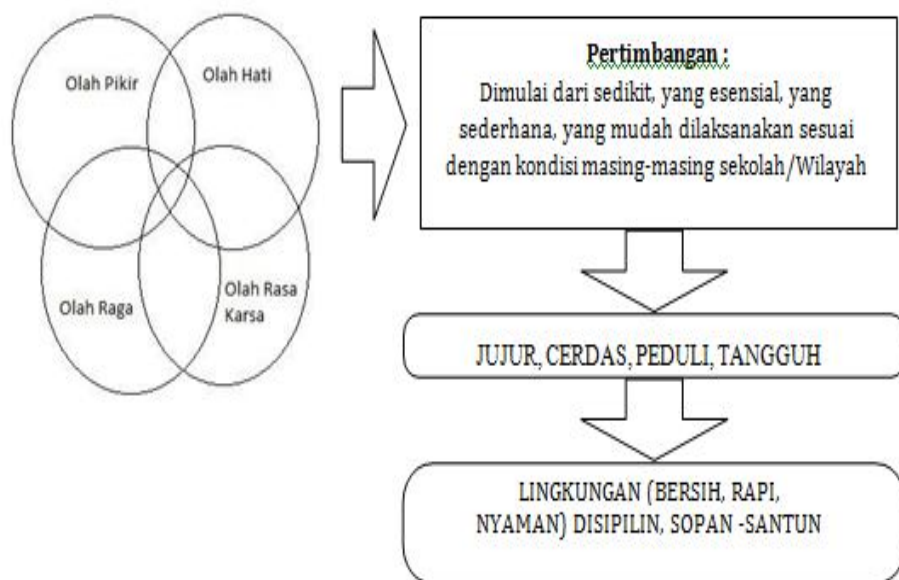 Olah Pikir
Olah Hati
Olah Raga
Olah Rasa
Karsa
Pertimbangan :
Dimulai dari sedikit, yang esensial, yang
sederhana, yang mudah dilaksanakan sesuai
dengan kondisi masing-masing sekolah/Wilayah
JUJUR, CERDAS, PEDULI, TANGGUH
LINGKUNGAN (BERSIH, RAPI,
NYAMAN) DISIPILIN, SOPAN -SANTUN